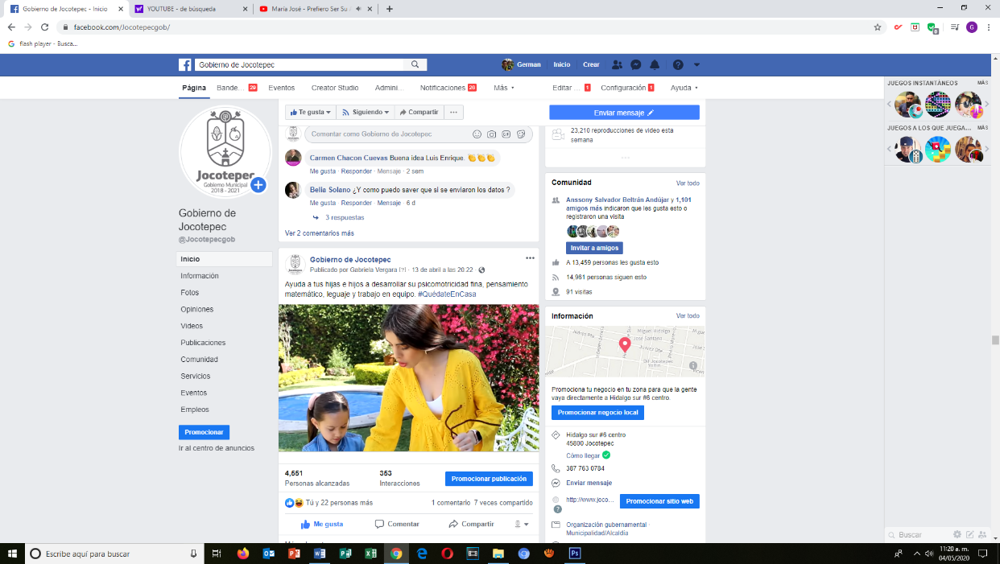 Gobierno de Jocotepec - Inicio
YOUTUBE - de búsqueda
María José - Prefiero Ser Su
facebook.com/Jocotepecgob/
G
flash player - Busca...
Gobierno de Jocotepec
German
Inicio
Crear
Página
Bande... 29
Eventos
Creator Studio
Admini...
Notificaciones 26
Más
Editar ... 1
Configuración 1
Ayuda
Jocotepec
Gobierno Municipal
2018 - 2021
Gobierno de
Jocotepec
@Jocotepecgob
Inicio
Información
Fotos
Opiniones
Videos
Publicaciones
Comunidad
Servicios
Eventos
Empleos
Promocionar
Ir al centro de anuncios
Te gusta
Siguiendo
Compartir
Comentar como Gobierno de Jocotepec
Carmen Chacon Cuevas Buena idea Luis Enrique. 👏👏👏
Me gusta · Responder · Mensaje · 2 sem
Belia Solano ¿Y como puedo saver que si se enviaron los datos ?
Me gusta · Responder · Mensaje · 6 d
3 respuestas
Ver 2 comentarios más
Gobierno de Jocotepec
Publicado por Gabriela Vergara [?] · 13 de abril a las 20:22 ·
Ayuda a tus hijas e hijos a desarrollar su psicomotricidad fina, pensamiento
matemático, leguaje y trabajo en equipo. #QuédateEnCasa
4,551
Personas alcanzadas
353
Interacciones
Promocionar publicación
Tú y 22 personas más
1 comentario 7 veces compartido
Me gusta
Comentar
Compartir
Enviar mensaje
23,210 reproducciones de video esta
semana
Comunidad
Ver todo
Anssony Salvador Beltrán Andújar y 1,101
amigos más indicaron que les gusta esto o
registraron una visita
Invitar a amigos
A 13,459 personas les gusta esto
14,961 personas siguen esto
91 visitas
Información
Ver todo
Promociona tu negocio en tu zona para que la gente
vaya directamente a Hidalgo sur #6 centro.
Promocionar negocio local
Hidalgo sur #6 centro
45800 Jocotepec
Cómo llegar
387 763 0784
Enviar mensaje
http://www.joco...
Promocionar sitio web
Organización gubernamental ·
Municipalidad/Alcaldía
JUEGOS INSTANTÁNEOS
MÁS
JUEGOS A LOS QUE JUEGA...
MÁS
Buscar
Escribe aquí para buscar
11:20 a. m.
04/05/2020